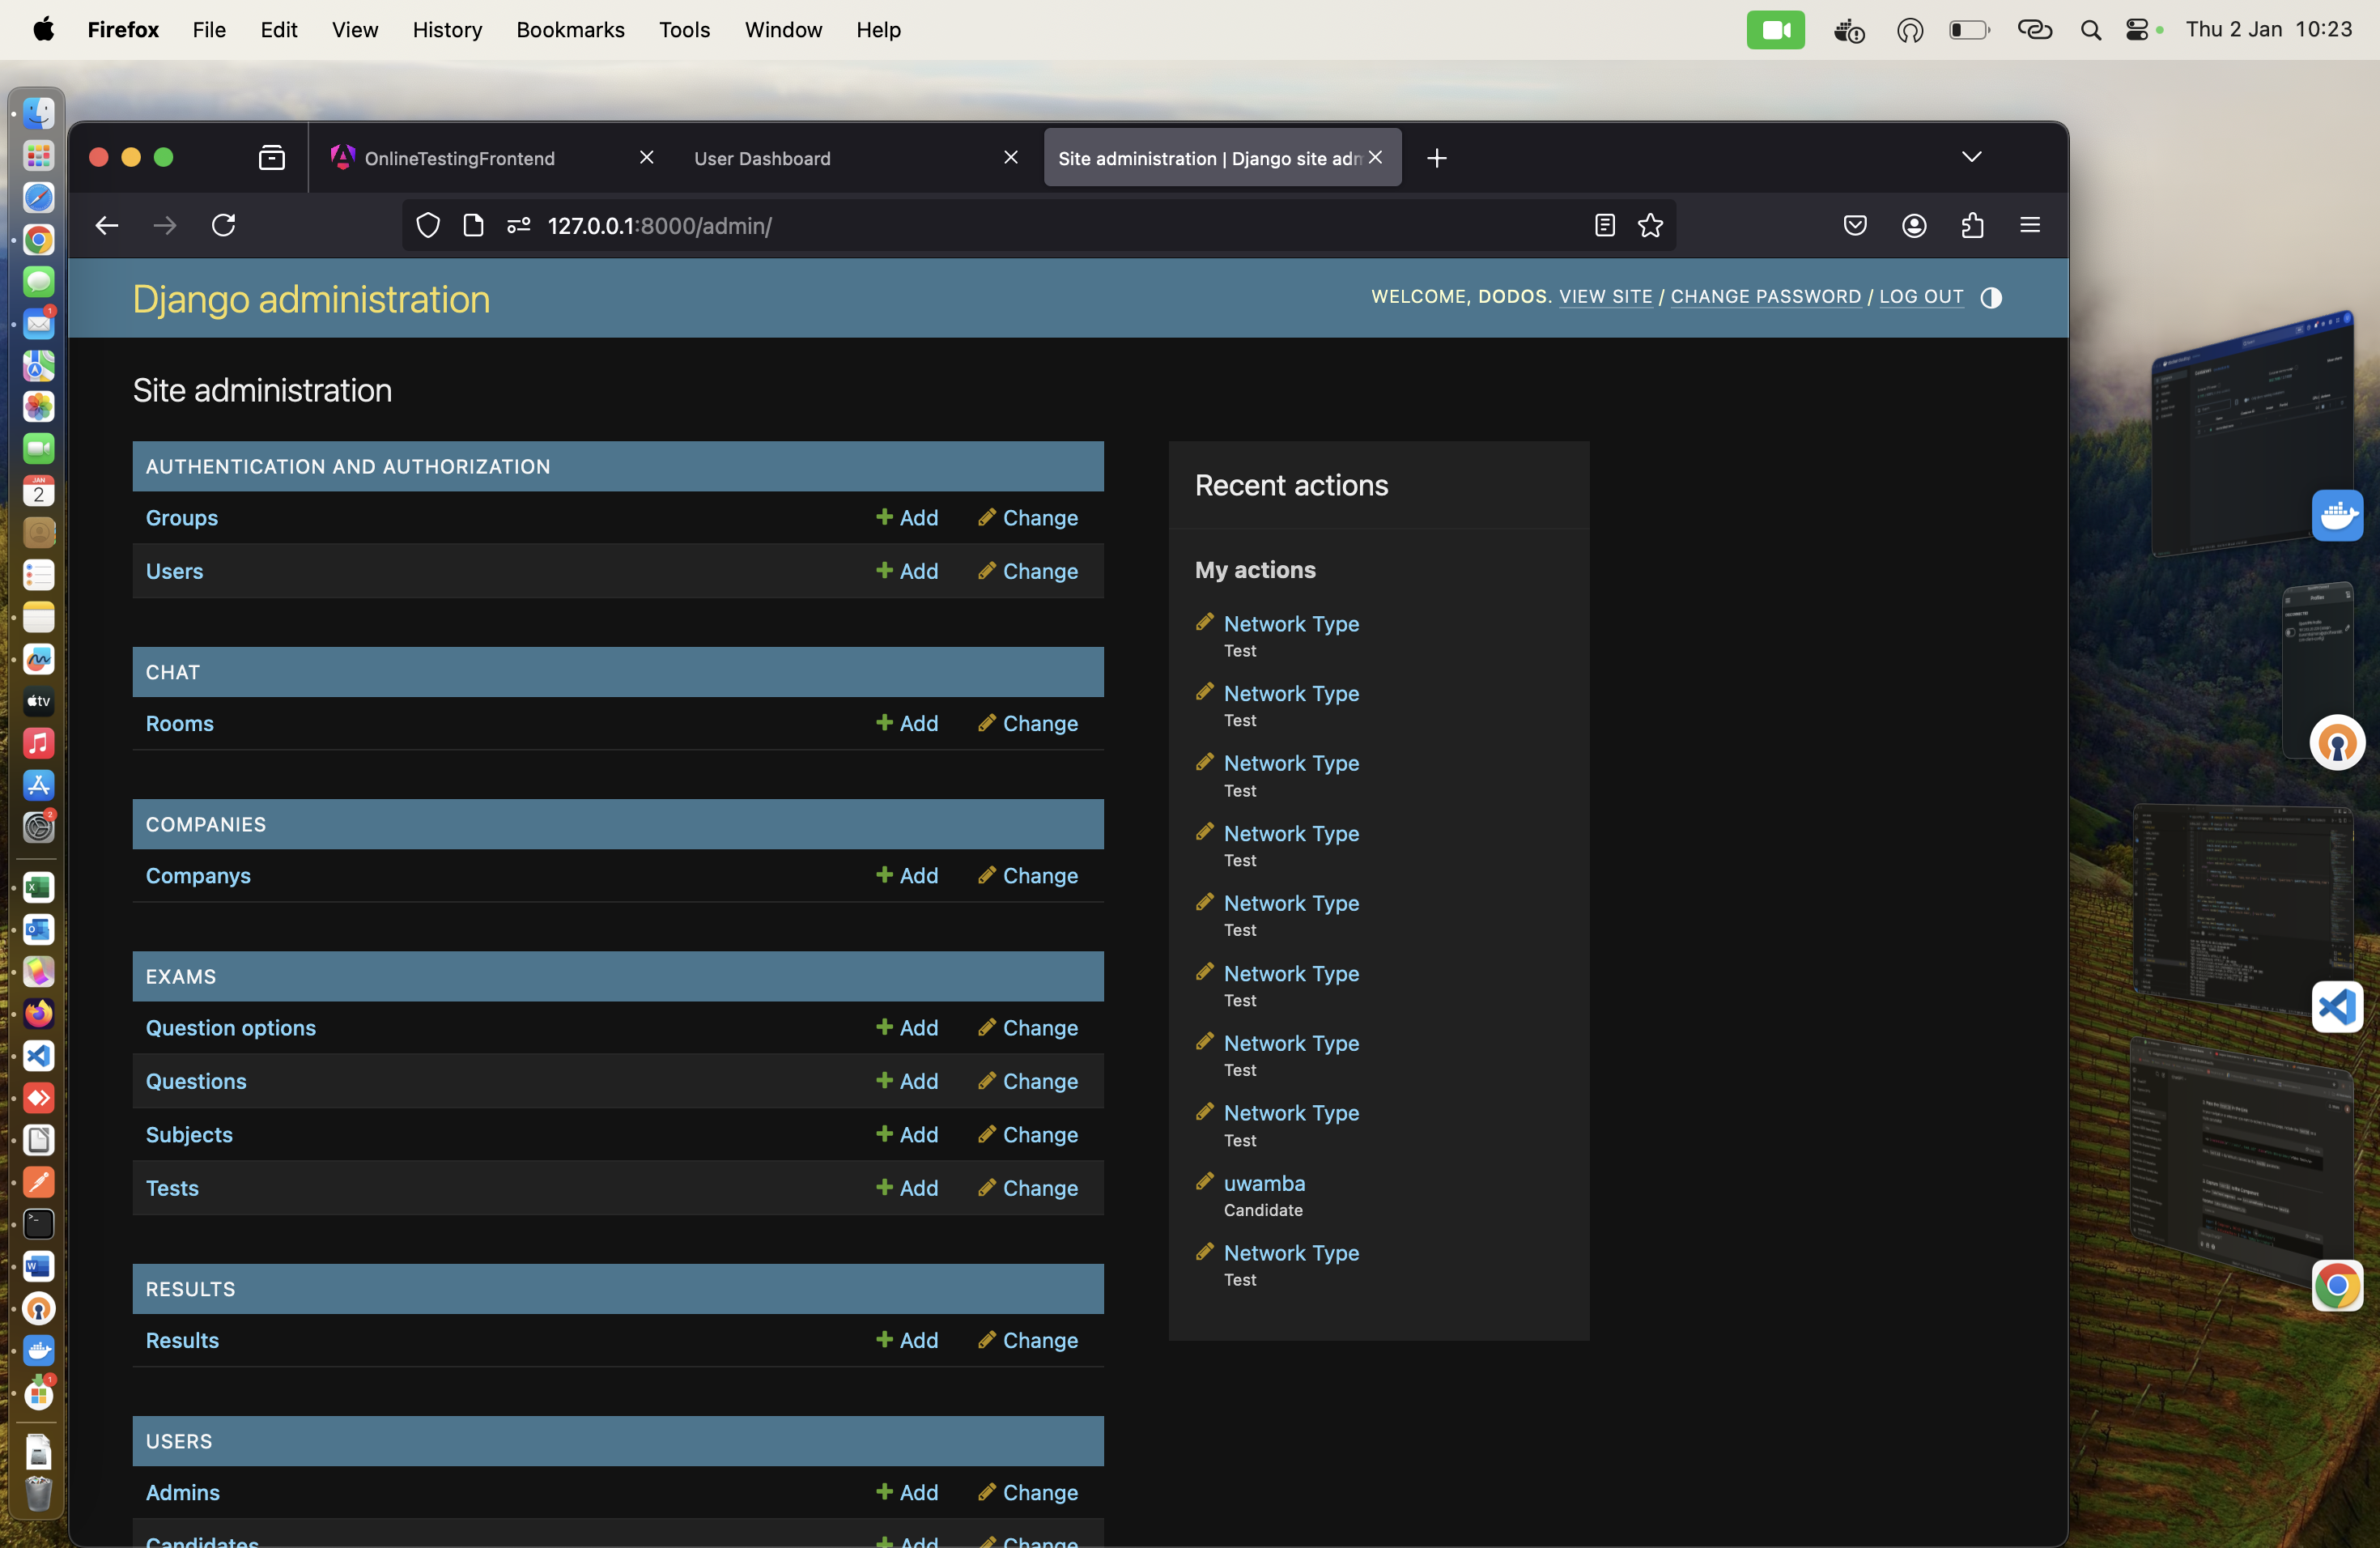 Firefox File Edit View History Bookmarks Tools Window Help Thu 2 Jan 10:23
OnlineTestingFrontend User Dashboard Site administration | Django site adm
127.0.0.1:8000/admin/
Django administration WELCOME, DODOS. VIEW SITE / CHANGE PASSWORD / LOG OUT
Site administration
AUTHENTICATION AND AUTHORIZATION
Groups Add Change
Users Add Change
CHAT
Rooms Add Change
COMPANIES
Companys Add Change
EXAMS
Question options Add Change
Questions Add Change
Subjects Add Change
Tests Add Change
RESULTS
Results Add Change
USERS
Admins Add Change
Candidates Add Change
Recent actions
My actions
Network Type
Test
Network Type
Test
Network Type
Test
Network Type
Test
Network Type
Test
Network Type
Test
Network Type
Test
Network Type
Test
uwamba
Candidate
Network Type
Test
JAN
2
tv